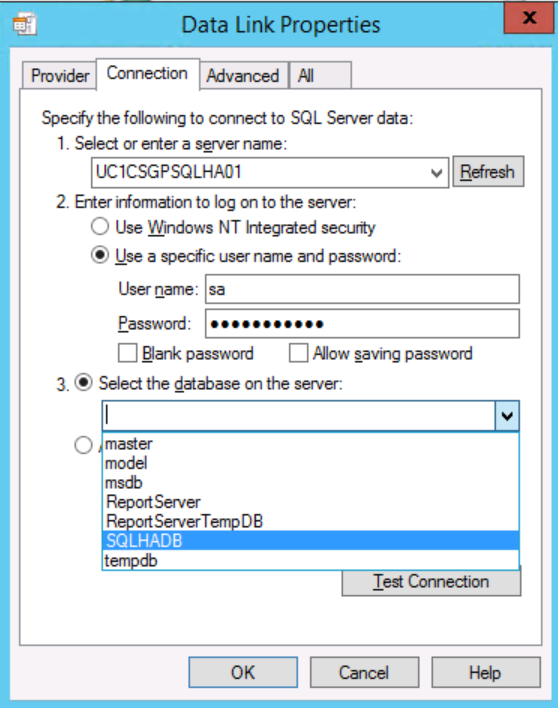 Data Link Properties
x
Provider Connection Advanced All
Specify the following to connect to SQL Server data:
1. Select or enter a server name:
UC1CSGPSQLHA01 Refresh
2. Enter information to log on to the server:
Use Windows NT Integrated security
Use a specific user name and password:
User name: sa
Password: ●●●●●●●●●●●
Blank password Allow saving password
3. Select the database on the server:
master
model
msdb
ReportServer
ReportServerTempDB
SQLHADB
tempdb
Test Connection
OK Cancel Help